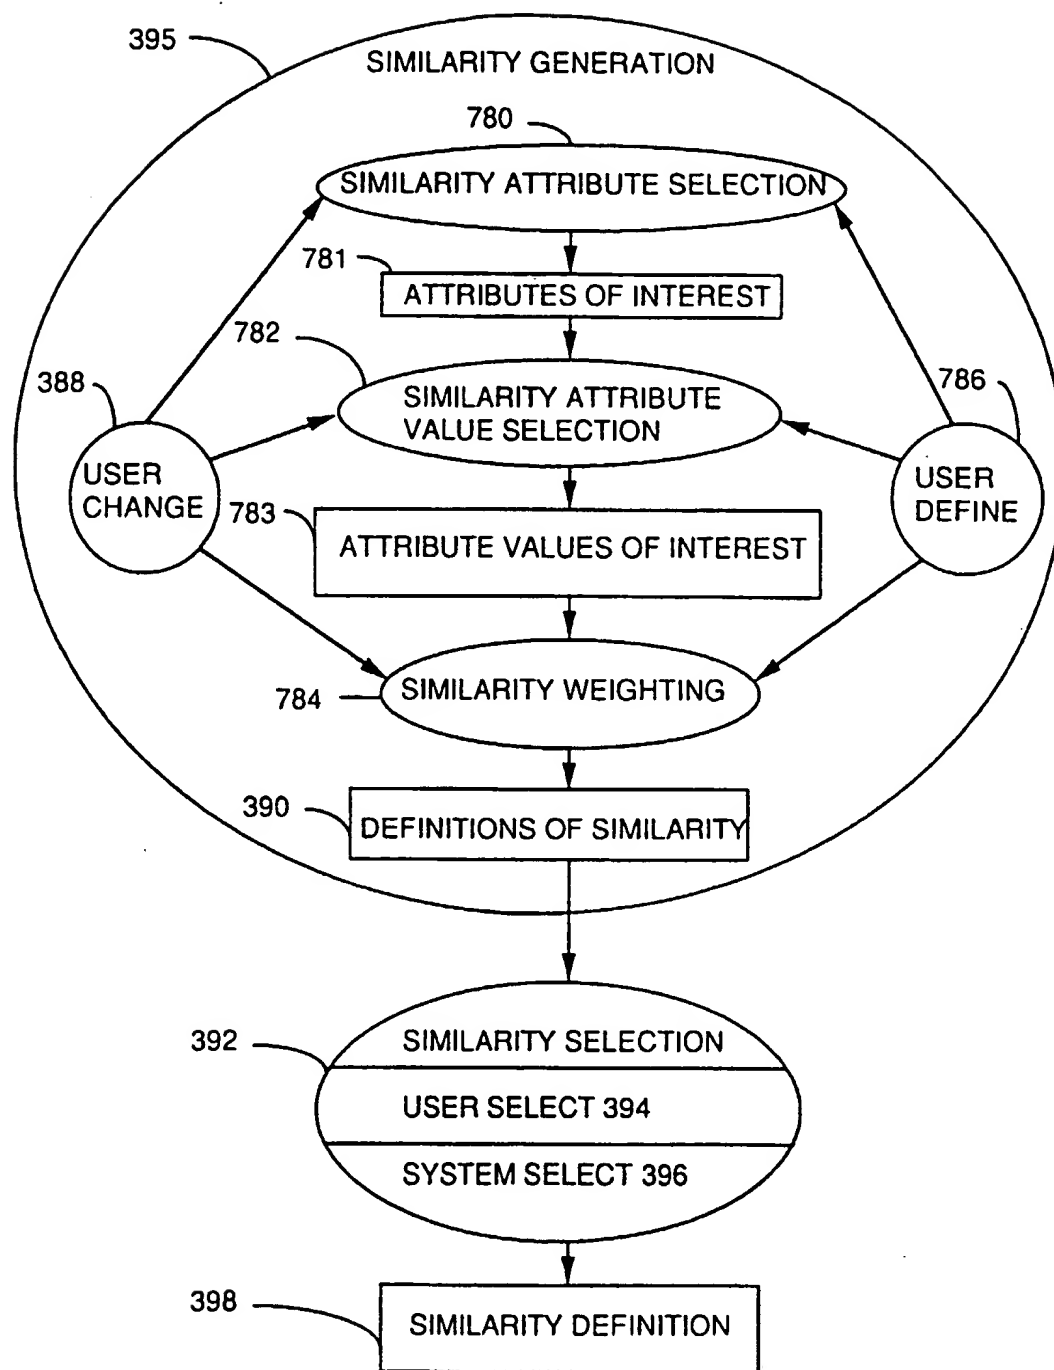 395
SIMILARITY GENERATION
780
SIMILARITY ATTRIBUTE SELECTION
781
ATTRIBUTES OF INTEREST
782
388
SIMILARITY ATTRIBUTE
VALUE SELECTION
786
USER
CHANGE
USER
DEFINE
783
ATTRIBUTE VALUES OF INTEREST
784
SIMILARITY WEIGHTING
390
DEFINITIONS OF SIMILARITY
392
SIMILARITY SELECTION
USER SELECT 394
SYSTEM SELECT 396
398
SIMILARITY DEFINITION